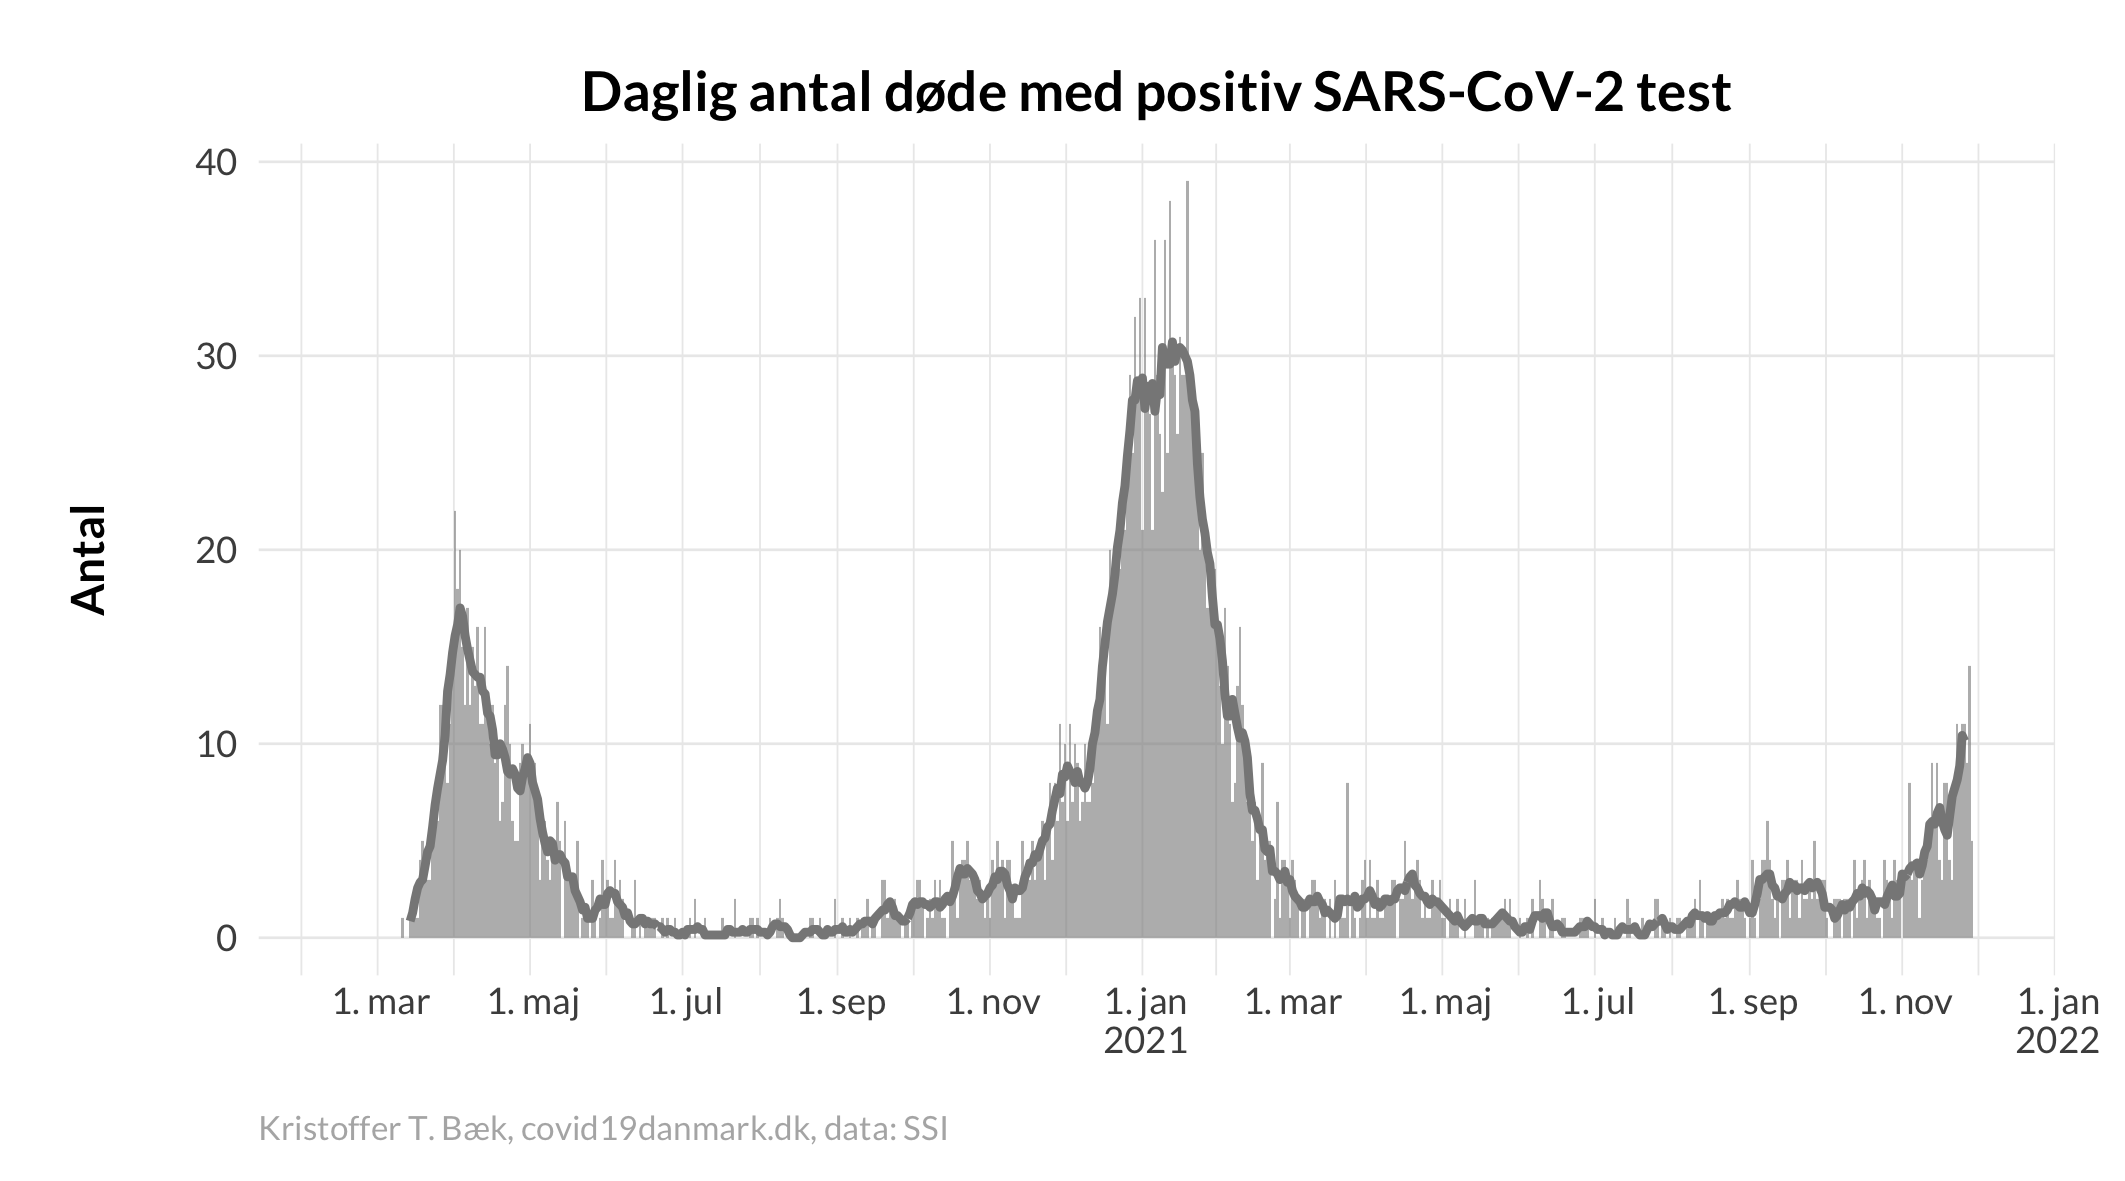 Daglig antal døde med positiv SARS-CoV-2 test
Antal
40
30
20
10
0
1. mar 1. maj 1. jul 1. sep 1. nov 1. jan 1. mar 1. maj 1. jul 1. sep 1. nov 1. jan
2021 2022
Kristoffer T. Bæk, covid19danmark.dk, data: SSI